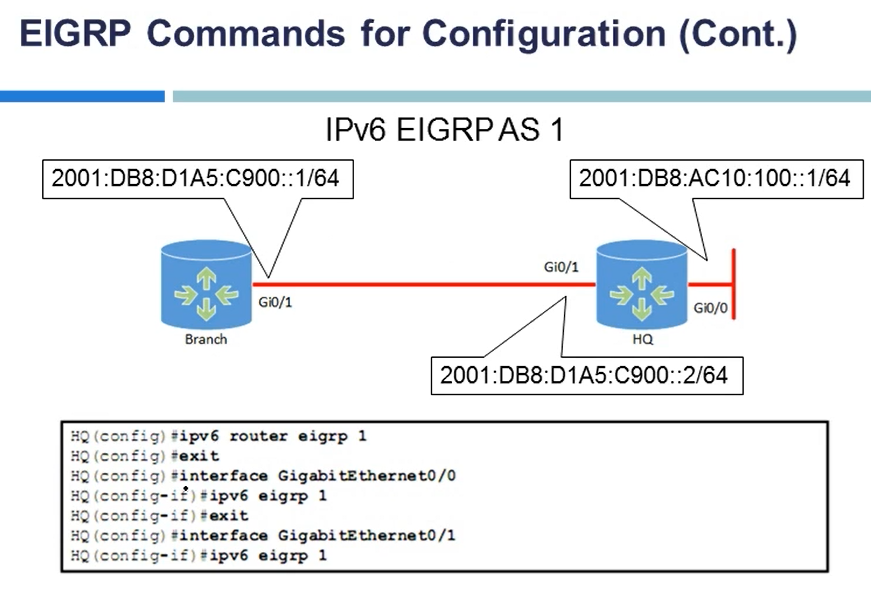 EIGRP Commands for Configuration (Cont.)
IPv6 EIGRP AS 1
2001:DB8:D1A5:C900::1/64
2001:DB8:AC10:100::1/64
Gi0/1
Gi0/1
Gi0/0
Branch
HQ
2001:DB8:D1A5:C900::2/64
HQ(config)#ipv6 router eigrp 1
HQ(config)#exit
HQ(config)#interface GigabitEthernet0/0
HQ(config-if)#ipv6 eigrp 1
HQ(config-if)#exit
HQ(config)#interface GigabitEthernet0/1
HQ(config-if)#ipv6 eigrp 1